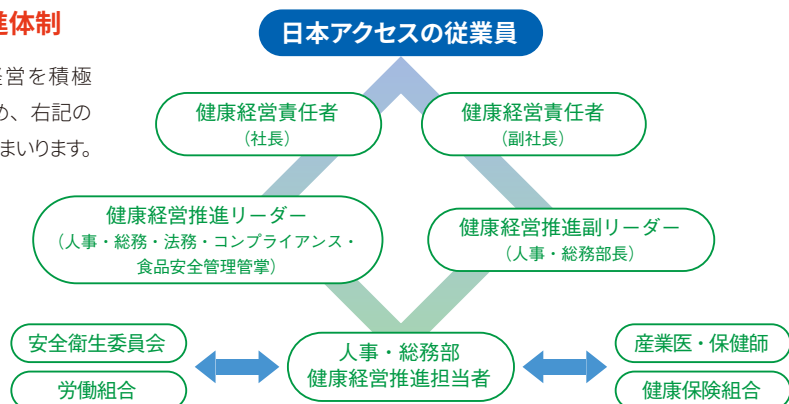 進体制
経営を積極
め、右記の
まいります。
日本アクセスの従業員
健康経営責任者
（社長）
健康経営責任者
（副社長）
健康経営推進リーダー
（人事・総務・法務・コンプライアンス・
食品安全管理管掌）
健康経営推進副リーダー
（人事・総務部長）
安全衛生委員会
労働組合
人事・総務部
健康経営推進担当者
産業医・保健師
健康保険組合